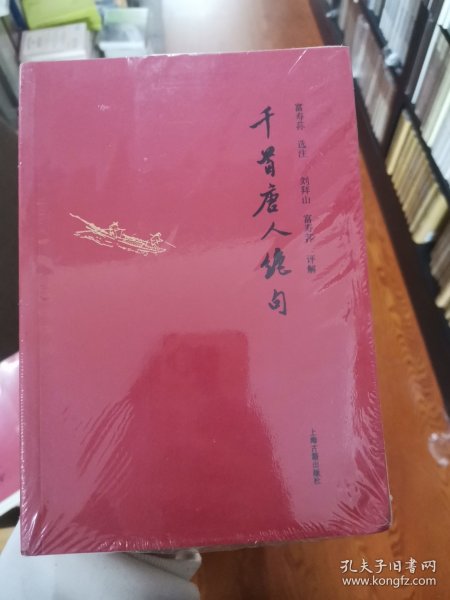 千首唐人绝句
富寿荪 选注 刘拜山 富寿荪 评解
上海古籍出版社
孔夫子旧书网
www.kongfz.com